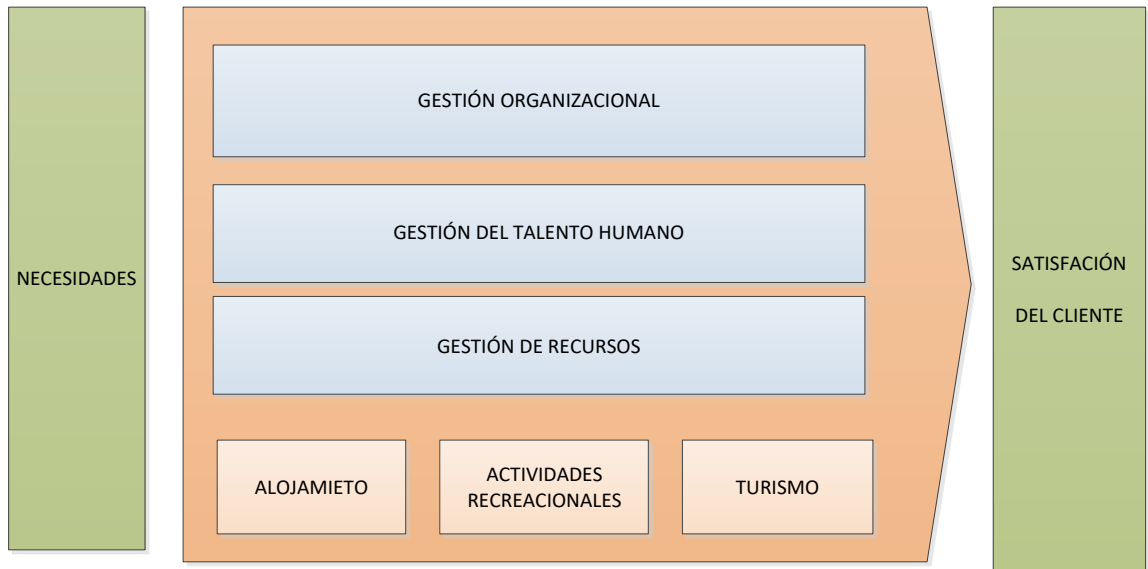 NECESIDADES
GESTIÓN ORGANIZACIONAL
GESTIÓN DEL TALENTO HUMANO
GESTIÓN DE RECURSOS
ALOJAMIETO
ACTIVIDADES
RECREACIONALES
TURISMO
SATISFACIÓN
DEL CLIENTE